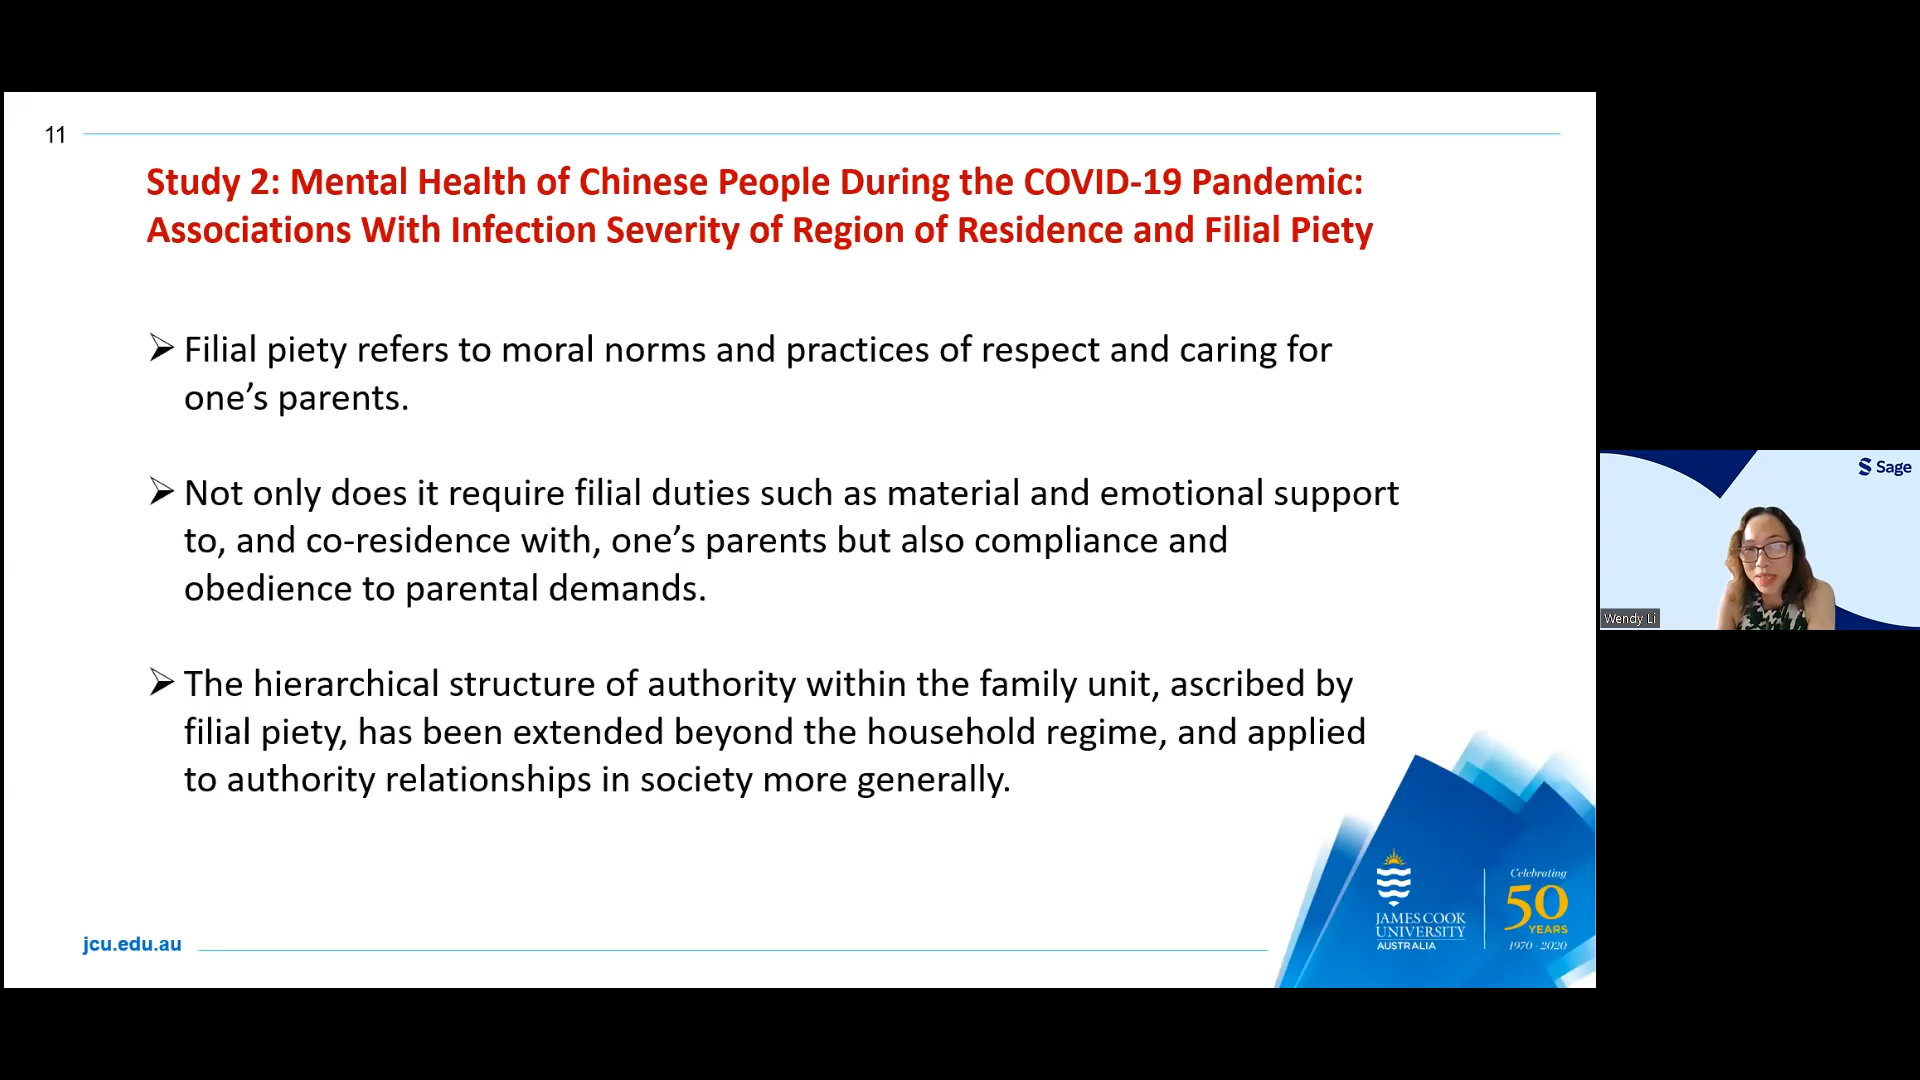 11
Study 2: Mental Health of Chinese People During the COVID-19 Pandemic:
Associations With Infection Severity of Region of Residence and Filial Piety
Filial piety refers to moral norms and practices of respect and caring for
one’s parents.
Not only does it require filial duties such as material and emotional support
to, and co-residence with, one’s parents but also compliance and
obedience to parental demands.
The hierarchical structure of authority within the family unit, ascribed by
filial piety, has been extended beyond the household regime, and applied
to authority relationships in society more generally.
jcu.edu.au
JAMES COOK
UNIVERSITY
AUSTRALIA
Celebrating
50
YEARS
1970 - 2020
Sage
Wendy Li